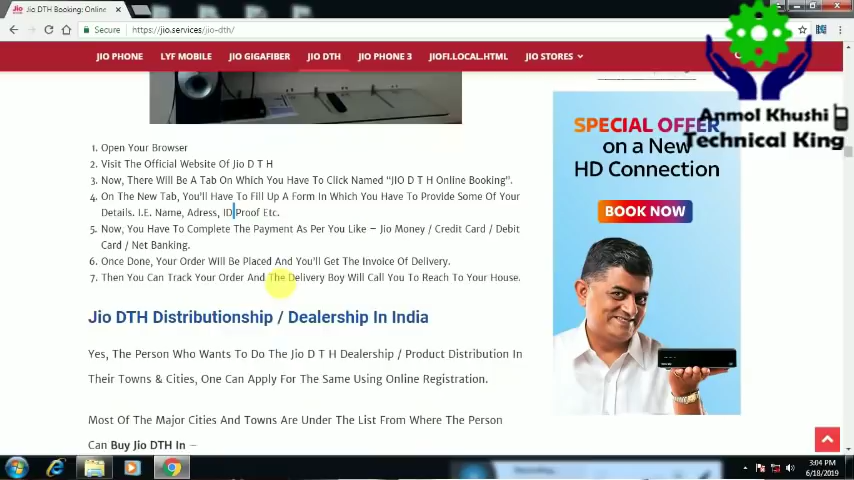 Jio DTH Booking: Online
Secure
https://jio.services/jio-dth/
JIO PHONE
LYF MOBILE
JIO GIGAFIBER
JIO DTH
JIO PHONE 3
JIOFI.LOCAL.HTML
JIO STORES
Anmol Khushi
Technical King
1. Open Your Browser
2. Visit The Official Website Of Jio D T H
3. Now, There Will Be A Tab On Which You Have To Click Named “JIO D T H Online Booking”.
4. On The New Tab, You'll Have To Fill Up A Form In Which You Have To Provide Some Of Your
Details. I.E. Name, Adress, ID Proof Etc.
5. Now, You Have To Complete The Payment As Per You Like – Jio Money / Credit Card / Debit
Card / Net Banking.
6. Once Done, Your Order Will Be Placed And You'll Get The Invoice Of Delivery.
7. Then You Can Track Your Order And The Delivery Boy Will Call You To Reach To Your House.
Jio DTH Distributionship / Dealership In India
Yes, The Person Who Wants To Do The Jio D T H Dealership / Product Distribution In
Their Towns & Cities, One Can Apply For The Same Using Online Registration.
Most Of The Major Cities And Towns Are Under The List From Where The Person
Can Buy Jio DTH In –
SPECIAL OFFER
on a New
HD Connection
BOOK NOW
3:04 PM
6/18/2019